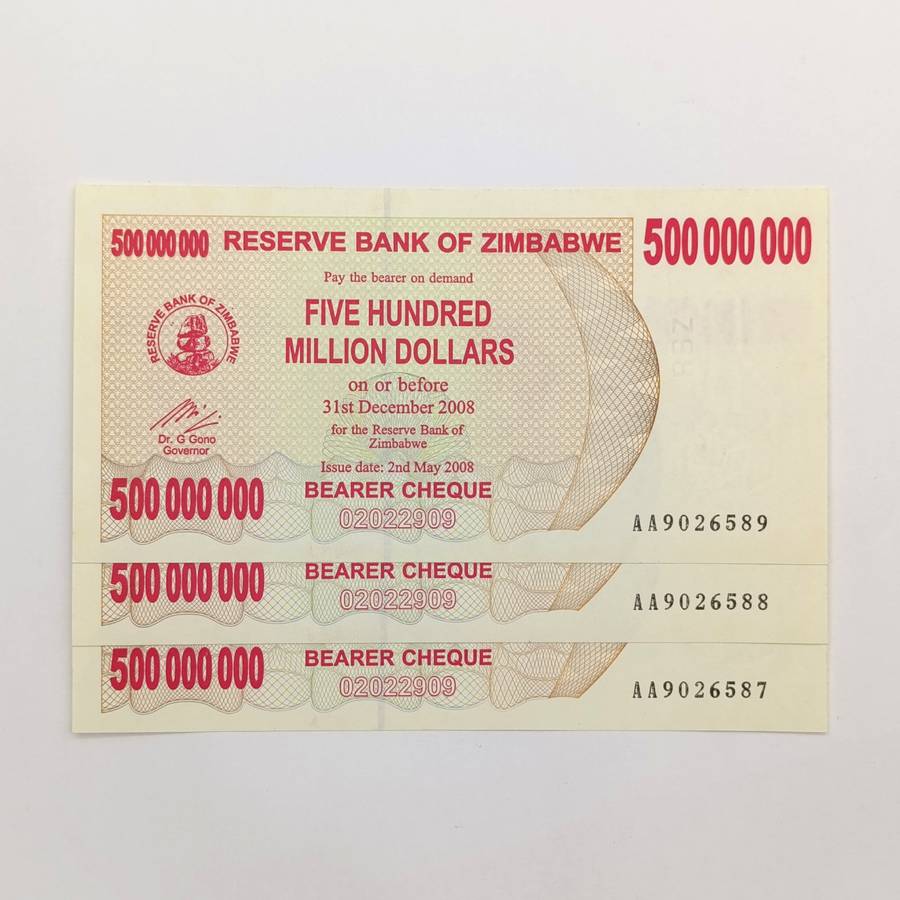 500 000 000 RESERVE BANK OF ZIMBABWE 500 000 000
Pay the bearer on demand
FIVE HUNDRED
MILLION DOLLARS
RESERVE BANK OF ZIMBABWE
on or before
31st December 2008
for the Reserve Bank of
Zimbabwe
Dr. G Gono
Governor
Issue date: 2nd May 2008
500 000 000 BEARER CHEQUE
02022909
AA9026589
500 000 000 BEARER CHEQUE
02022909
AA9026588
500 000 000 BEARER CHEQUE
02022909
AA9026587